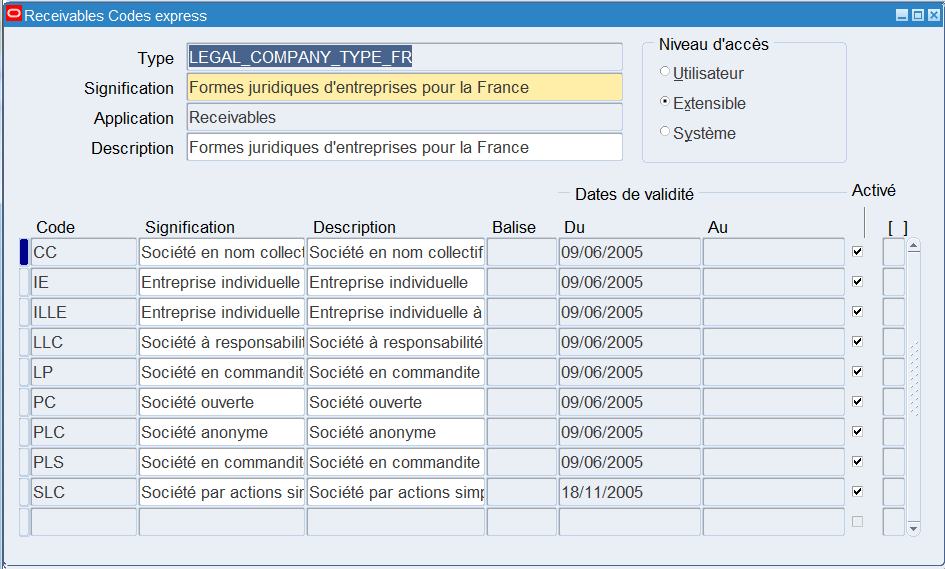 Receivables Codes express
Type LEGAL_COMPANY_TYPE_FR
Signification Formes juridiques d'entreprises pour la France
Application Receivables
Description Formes juridiques d'entreprises pour la France
Niveau d'accès
Utilisateur
Extensible
Système
Dates de validité Activé
Code Signification Description Balise Du Au [ ]
CC Société en nom collect Société en nom collectif 09/06/2005
IE Entreprise individuelle Entreprise individuelle 09/06/2005
ILLE Entreprise individuelle Entreprise individuelle à 09/06/2005
LLC Société à responsabilit Société à responsabilité 09/06/2005
LP Société en commandit Société en commandite 09/06/2005
PC Société ouverte Société ouverte 09/06/2005
PLC Société anonyme Société anonyme 09/06/2005
PLS Société en commandit Société en commandite 09/06/2005
SLC Société par actions sim Société par actions simp 18/11/2005